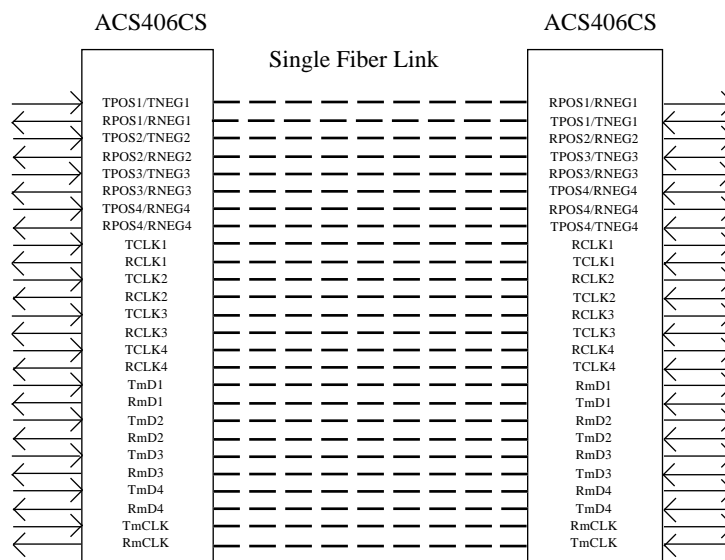 ACS406CS
ACS406CS
Single Fiber Link
TPOS1/TNEG1
RPOS1/RNEG1
RPOS1/RNEG1
TPOS1/TNEG1
TPOS2/TNEG2
RPOS2/RNEG2
RPOS2/RNEG2
TPOS3/TNEG3
TPOS3/TNEG3
RPOS3/RNEG3
RPOS3/RNEG3
TPOS4/RNEG4
TPOS4/RNEG4
RPOS4/RNEG4
RPOS4/RNEG4
TPOS4/TNEG4
TCLK1
RCLK1
RCLK1
TCLK1
TCLK2
RCLK2
RCLK2
TCLK2
TCLK3
RCLK3
RCLK3
TCLK3
TCLK4
RCLK4
RCLK4
TCLK4
TmD1
RmD1
RmD1
TmD1
TmD2
RmD2
RmD2
TmD2
TmD3
RmD3
RmD3
TmD3
TmD4
RmD4
RmD4
TmD4
TmCLK
RmCLK
RmCLK
TmCLK